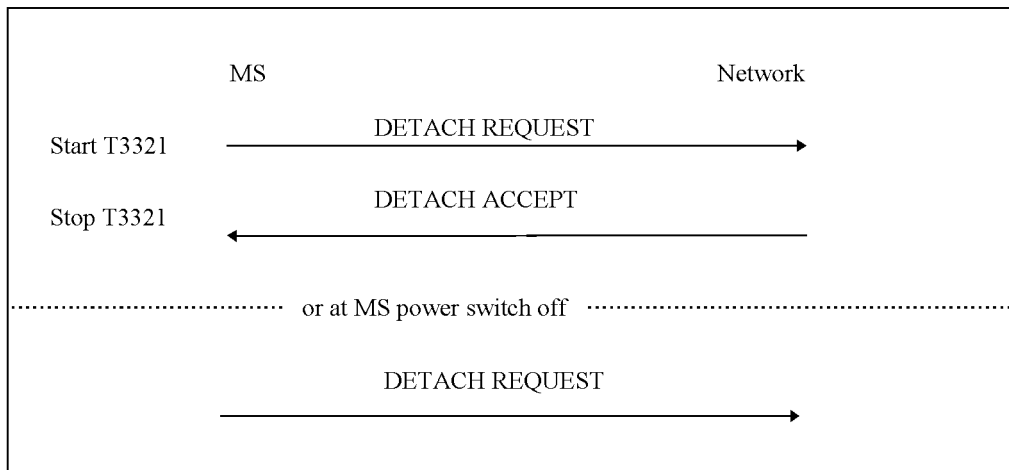 MS Network
DETACH REQUEST
Start T3321
DETACH ACCEPT
Stop T3321
or at MS power switch off
DETACH REQUEST